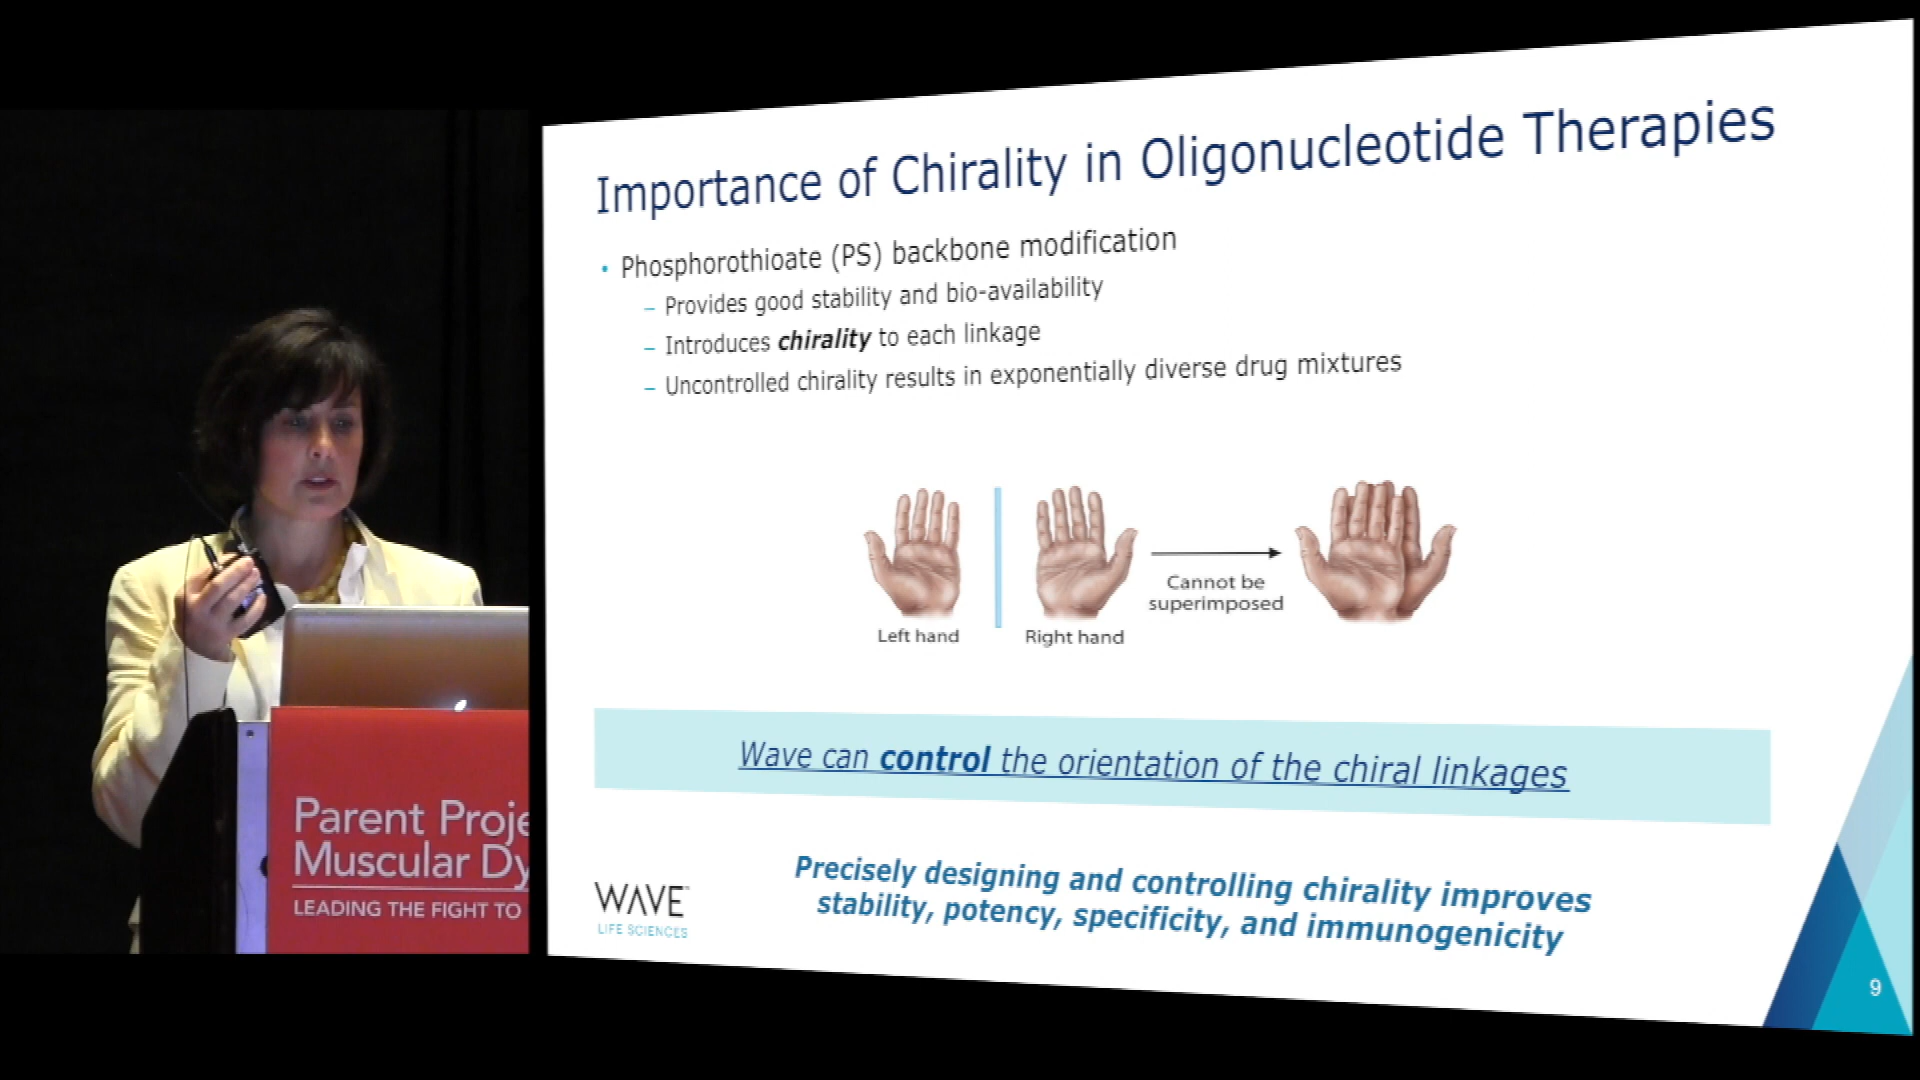 Importance of Chirality in Oligonucleotide Therapies
• Phosphorothioate (PS) backbone modification
– Provides good stability and bio-availability
– Introduces chirality to each linkage
– Uncontrolled chirality results in exponentially diverse drug mixtures
Left hand
Right hand
Cannot be
superimposed
Wave can control the orientation of the chiral linkages
Precisely designing and controlling chirality improves
stability, potency, specificity, and immunogenicity
WAVE
LIFE SCIENCES
9
Parent Proje
Muscular Dy
LEADING THE FIGHT TO